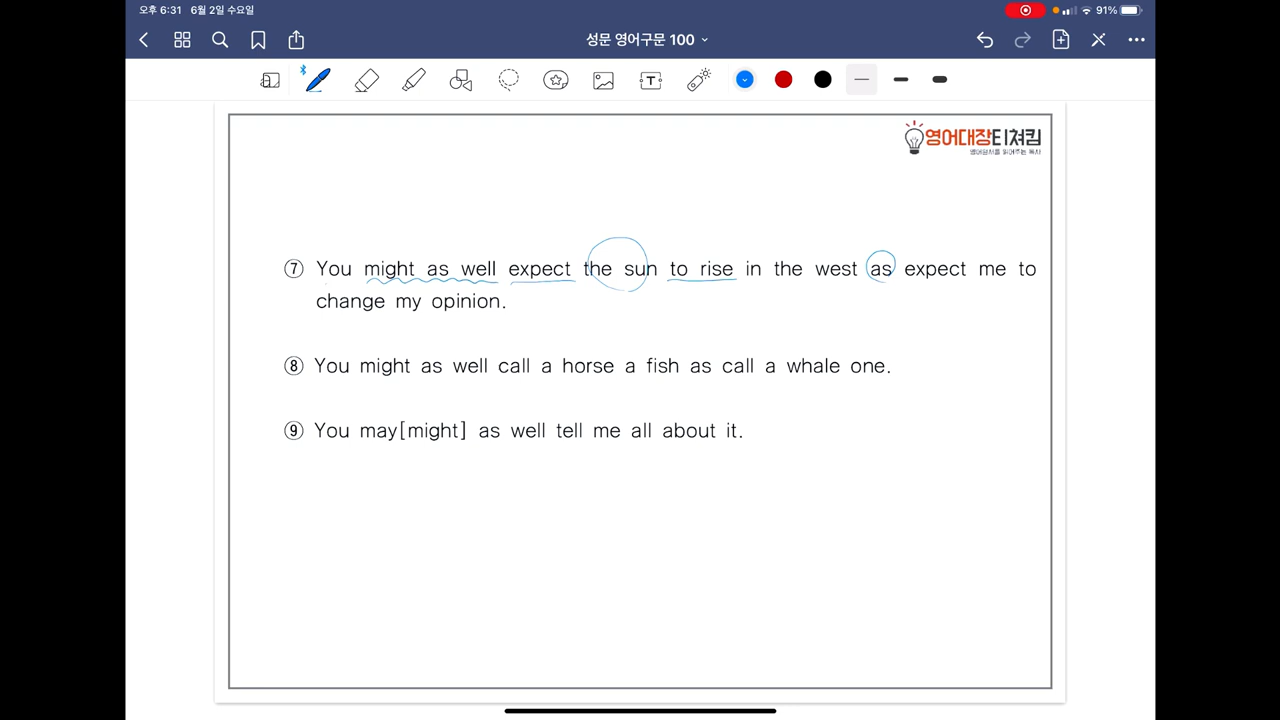 오후 6:31 6월 2일 수요일
91%
성문 영어구문 100
영어대장티쳐킴
⑦ You might as well expect the sun to rise in the west as expect me to
change my opinion.
⑧ You might as well call a horse a fish as call a whale one.
⑨ You may[might] as well tell me all about it.